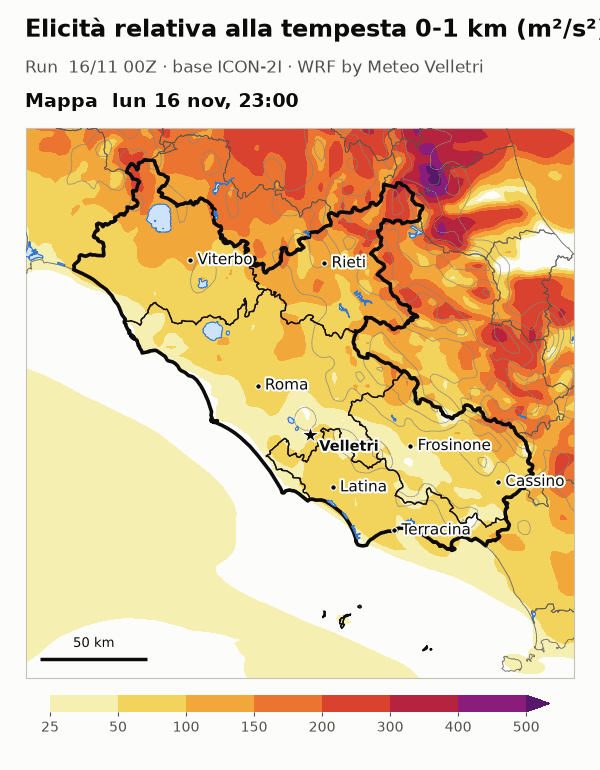 Elicità relativa alla tempesta 0-1 km (m²/s²)
Run  16/11 00Z · base ICON-2I · WRF by Meteo Velletri
Mappa  lun 16 nov, 23:00
Viterbo
Rieti
Roma
Velletri
Frosinone
Cassino
Latina
Terracina
50 km
25 50 100 150 200 300 400 500